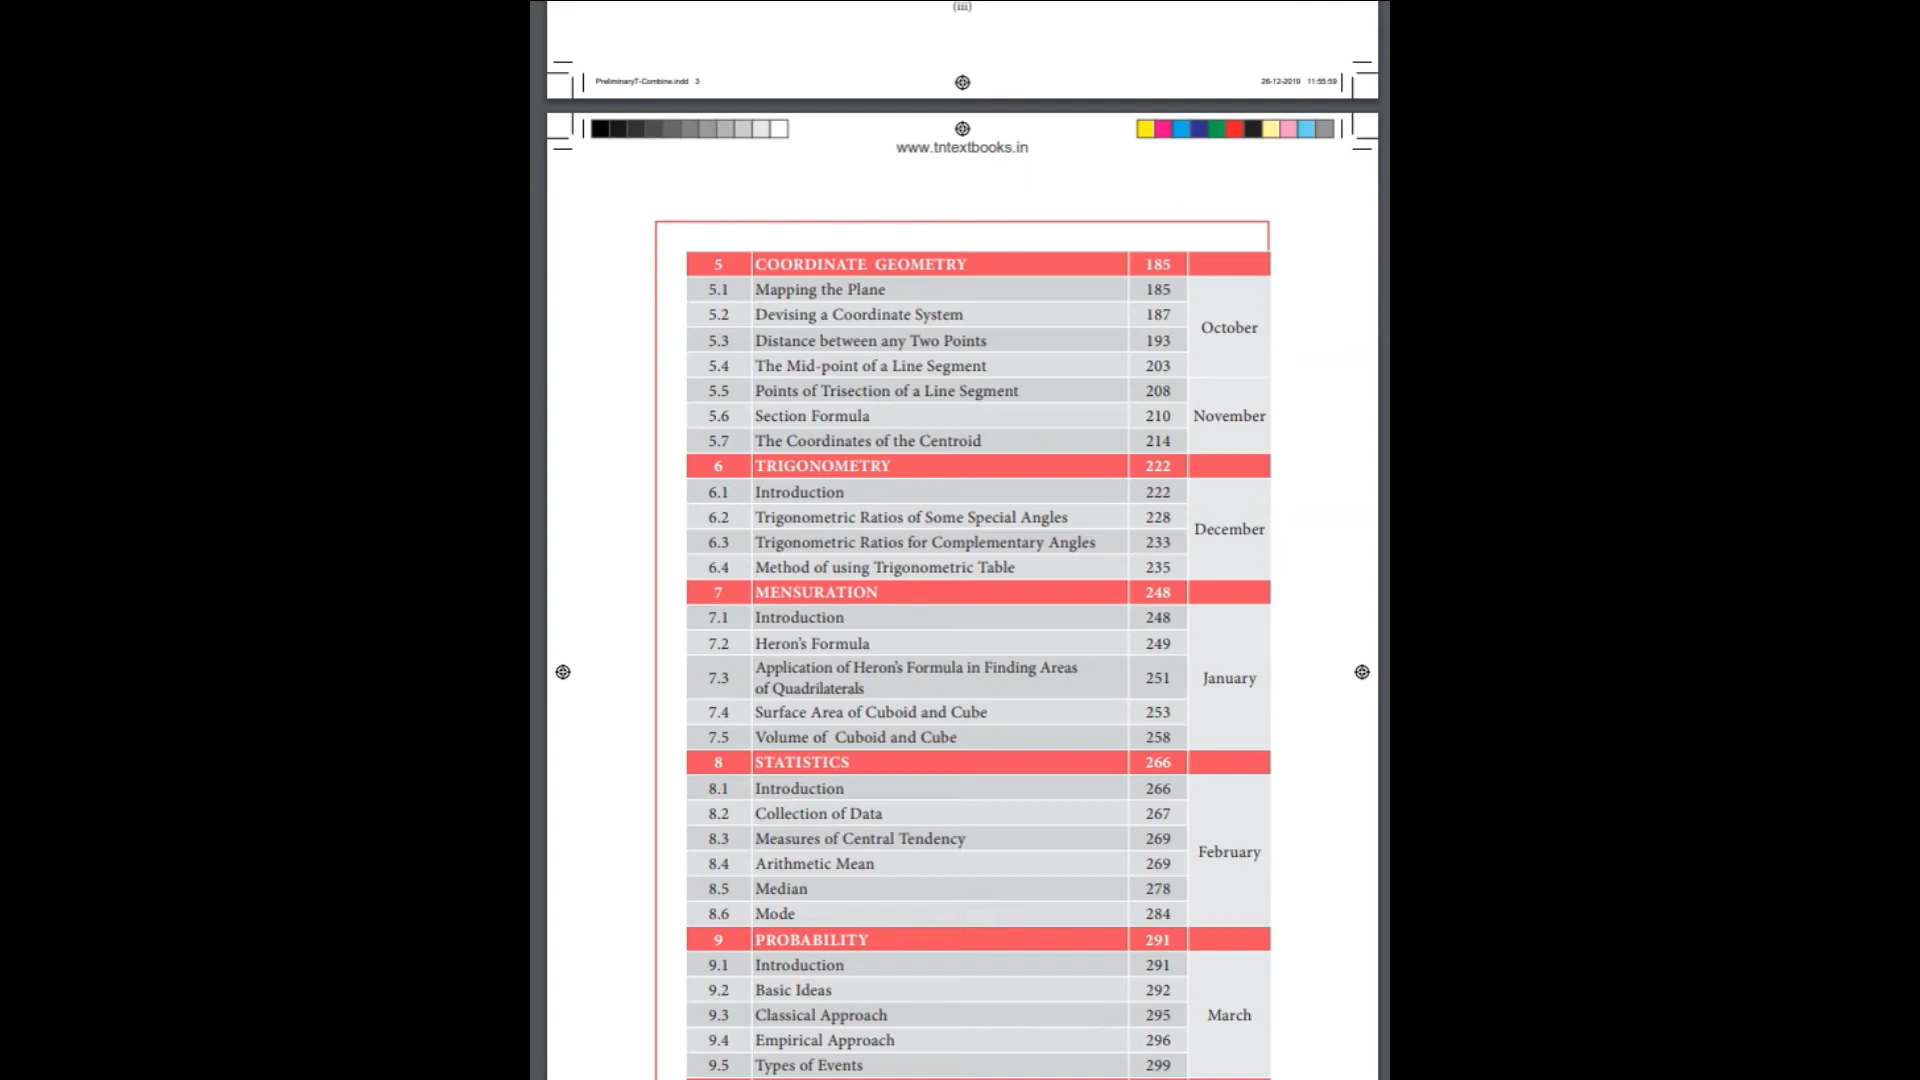 (iii)
PreliminaryT-Combine.indd 3 26-12-2019 11:55:59
www.tntextbooks.in
5 COORDINATE GEOMETRY 185
5.1 Mapping the Plane 185
5.2 Devising a Coordinate System 187
October
5.3 Distance between any Two Points 193
5.4 The Mid-point of a Line Segment 203
5.5 Points of Trisection of a Line Segment 208
5.6 Section Formula 210 November
5.7 The Coordinates of the Centroid 214
6 TRIGONOMETRY 222
6.1 Introduction 222
6.2 Trigonometric Ratios of Some Special Angles 228
December
6.3 Trigonometric Ratios for Complementary Angles 233
6.4 Method of using Trigonometric Table 235
7 MENSURATION 248
7.1 Introduction 248
7.2 Heron's Formula 249
7.3 Application of Heron's Formula in Finding Areas
of Quadrilaterals 251 January
7.4 Surface Area of Cuboid and Cube 253
7.5 Volume of Cuboid and Cube 258
8 STATISTICS 266
8.1 Introduction 266
8.2 Collection of Data 267
8.3 Measures of Central Tendency 269
February
8.4 Arithmetic Mean 269
8.5 Median 278
8.6 Mode 284
9 PROBABILITY 291
9.1 Introduction 291
9.2 Basic Ideas 292
9.3 Classical Approach 295 March
9.4 Empirical Approach 296
9.5 Types of Events 299